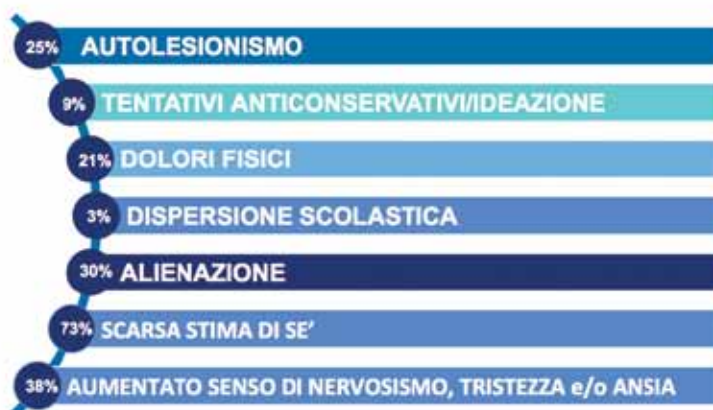 25% AUTOLESIONISMO
9% TENTATIVI ANTICONSERVATIVI/IDEAZIONE
21% DOLORI FISICI
3% DISPERSIONE SCOLASTICA
30% ALIENAZIONE
73% SCARSA STIMA DI SE’
38% AUMENTATO SENSO DI NERVOSISMO, TRISTEZZA e/o ANSIA